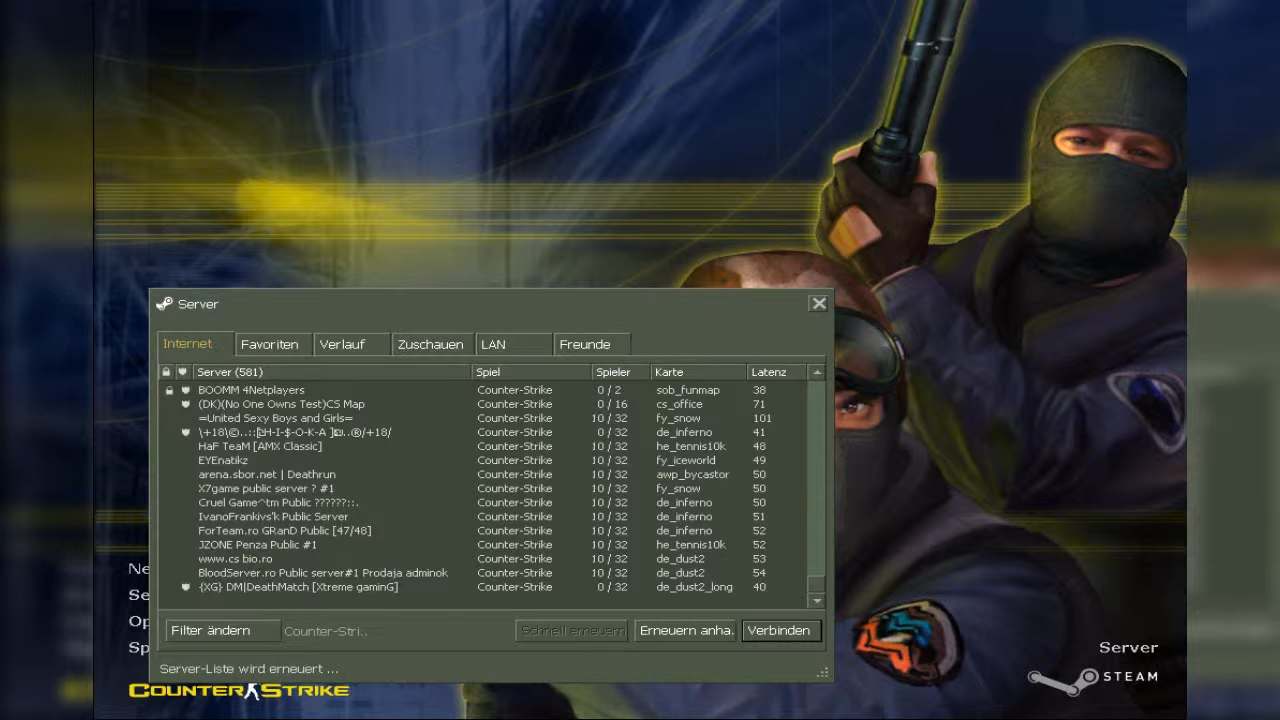 Server
Internet Favoriten Verlauf Zuschauen LAN Freunde
Server (581) Spiel Spieler Karte Latenz
BOOMM 4Netplayers Counter-Strike 0 / 2 sob_funmap 38
(DK)(No One Owns Test)CS Map Counter-Strike 0 / 16 cs_office 71
=United Sexy Boys and Girls= Counter-Strike 10 / 32 fy_snow 101
Counter-Strike 0 / 32 de_inferno 41
HaF TeaM [AMX Classic] Counter-Strike 10 / 32 he_tennis10k 48
EYEnatikz Counter-Strike 10 / 32 fy_iceworld 49
arena.sbor.net | Deathrun Counter-Strike 10 / 32 awp_bycastor 50
X7game public server ? #1 Counter-Strike 10 / 32 fy_snow 50
Cruel Game^tm Public ??????::. Counter-Strike 10 / 32 de_inferno 50
IvanoFrankivs'k Public Server Counter-Strike 10 / 32 de_inferno 51
ForTeam.ro GRanD Public [47/48] Counter-Strike 10 / 32 de_inferno 52
JZONE Penza Public #1 Counter-Strike 10 / 32 he_tennis10k 52
www.cs bio.ro Counter-Strike 10 / 32 de_dust2 53
BloodServer.ro Public server#1 Prodaja adminok Counter-Strike 10 / 32 de_dust2 54
{XG} DM|DeathMatch [Xtreme gaminG] Counter-Strike 0 / 32 de_dust2_long 40
Filter ändern Counter-Stri.. Schnell erneuern Erneuern anha. Verbinden
Server-Liste wird erneuert ...
Ne
Se
Op
Sp
COUNTER STRIKE
Server
STEAM